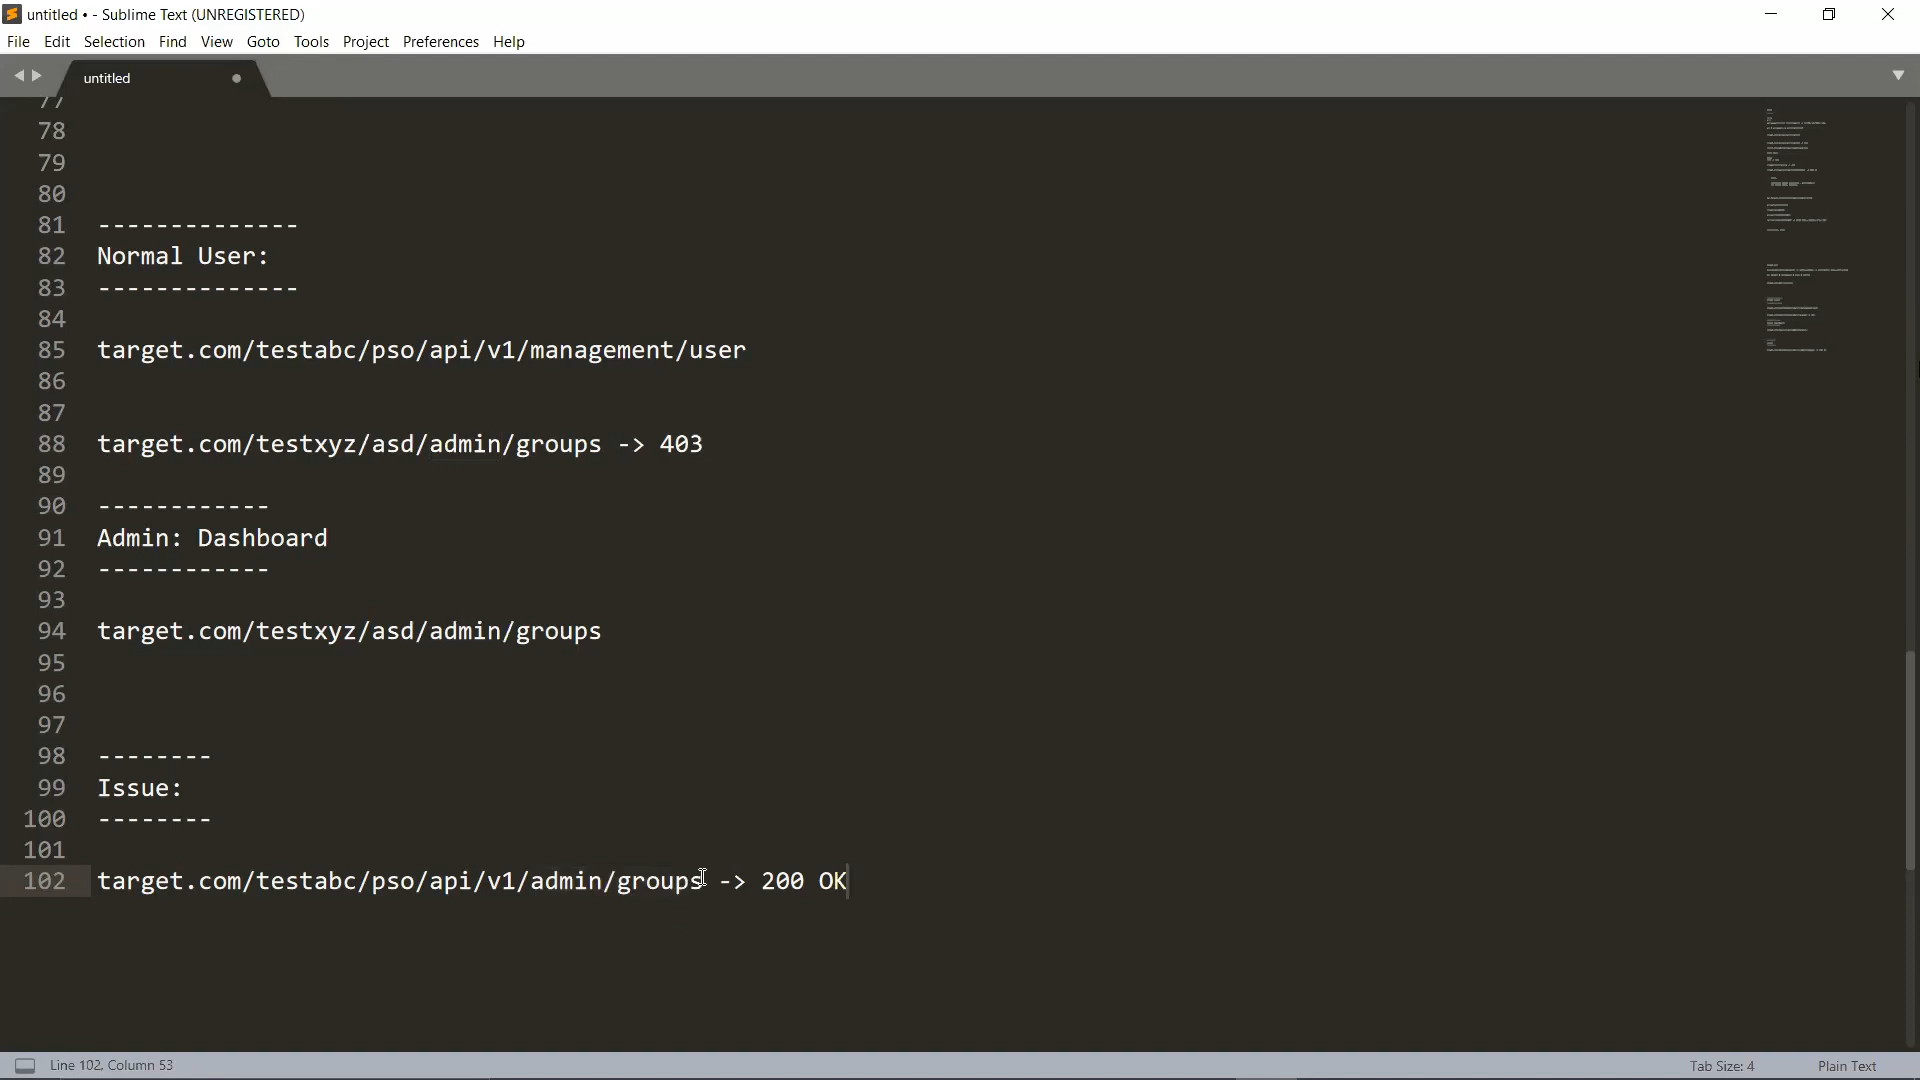 untitled • - Sublime Text (UNREGISTERED)
File Edit Selection Find View Goto Tools Project Preferences Help
untitled
77
78
79
80
81 --------------
82 Normal User:
83 --------------
84
85 target.com/testabc/pso/api/v1/management/user
86
87
88 target.com/testxyz/asd/admin/groups -> 403
89
90 ------------
91 Admin: Dashboard
92 ------------
93
94 target.com/testxyz/asd/admin/groups
95
96
97
98 --------
99 Issue:
100 --------
101
102 target.com/testabc/pso/api/v1/admin/groups -> 200 OK
Line 102, Column 53 Tab Size: 4 Plain Text